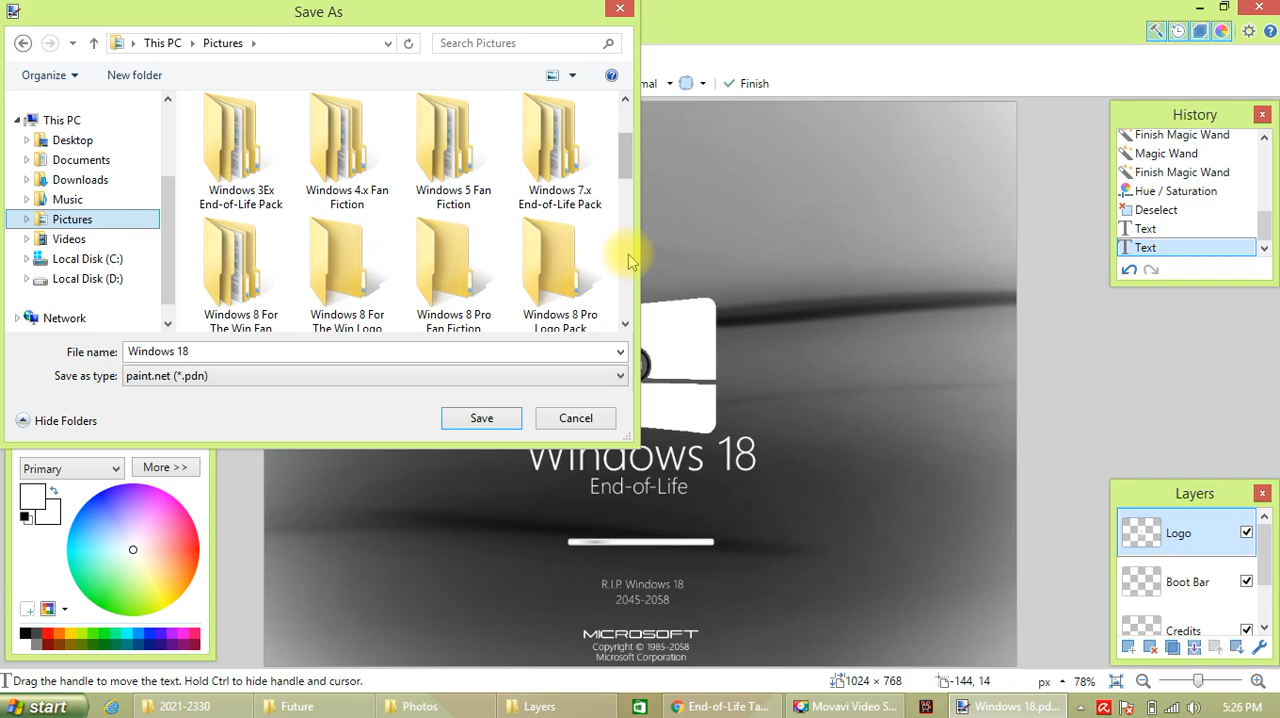 Save As
This PC
Pictures
Search Pictures
Organize
New folder
This PC
Desktop
Documents
Downloads
Music
Pictures
Videos
Local Disk (C:)
Local Disk (D:)
Network
Windows 3Ex
End-of-Life Pack
Windows 4.x Fan
Fiction
Windows 5 Fan
Fiction
Windows 7.x
End-of-Life Pack
Windows 8 For
The Win Fan
Windows 8 For
The Win Logo
Windows 8 Pro
Fan Fiction
Windows 8 Pro
Logo Pack
File name:
Windows 18
Save as type:
paint.net (*.pdn)
Hide Folders
Save
Cancel
Finish
History
Finish Magic Wand
Magic Wand
Finish Magic Wand
Hue / Saturation
Deselect
Text
Text
Windows 18
End-of-Life
R.I.P. Windows 18
2045-2058
MICROSOFT
Copyright © 1985-2058
Microsoft Corporation
Primary
More >>
Layers
Logo
Boot Bar
Credits
Drag the handle to move the text. Hold Ctrl to hide handle and cursor.
-144, 14
1024 × 768
px
78%
start
2021-2330
Future
Photos
Layers
End-of-Life Ta...
Movavi Video S...
Windows 18.pd...
5:26 PM